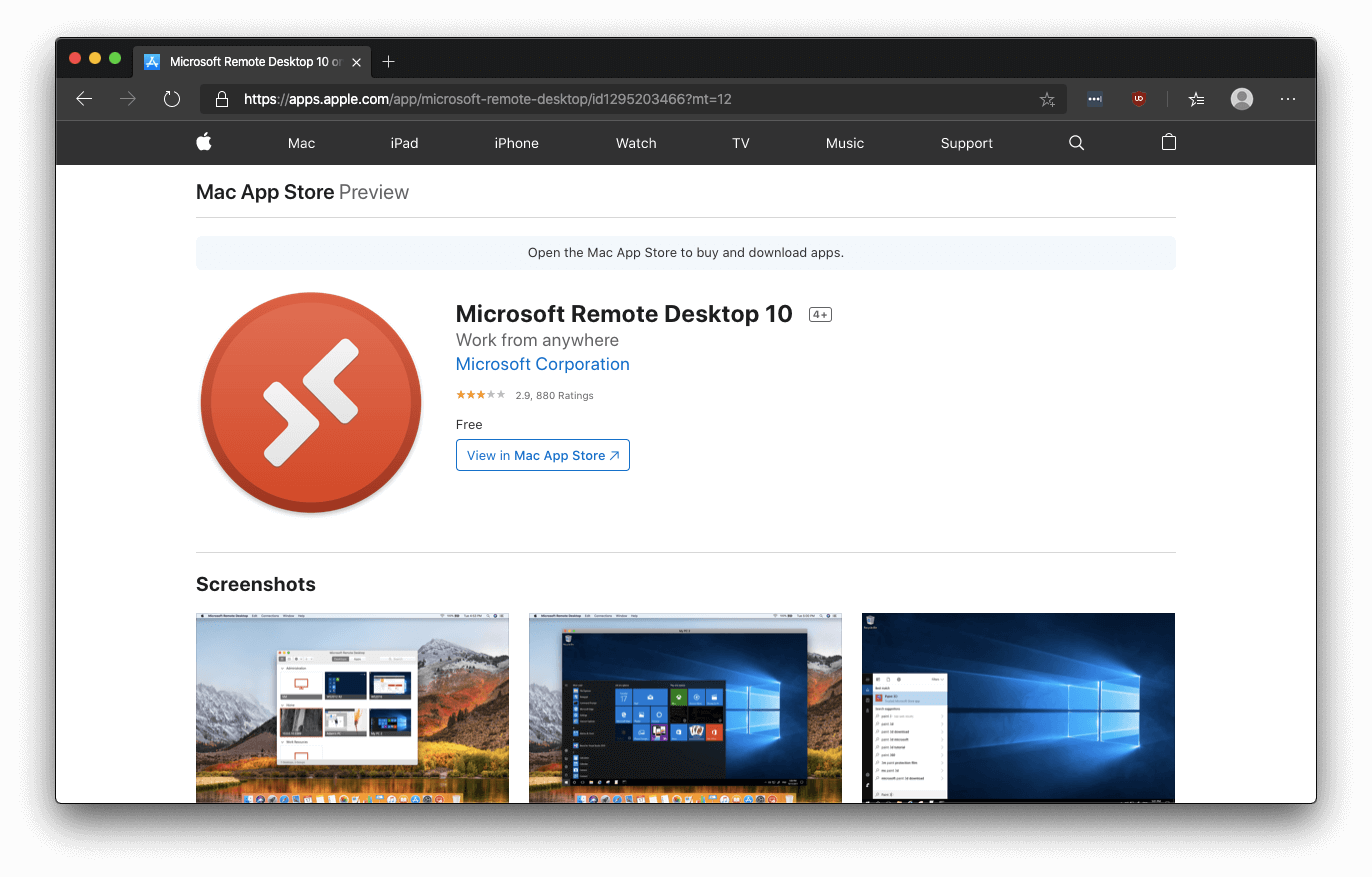 Microsoft Remote Desktop 10 or
https://apps.apple.com/app/microsoft-remote-desktop/id1295203466?mt=12
Mac iPad iPhone Watch TV Music Support
Mac App Store Preview
Open the Mac App Store to buy and download apps.
Microsoft Remote Desktop 10 4+
Work from anywhere
Microsoft Corporation
2.9, 880 Ratings
Free
View in Mac App Store
Screenshots